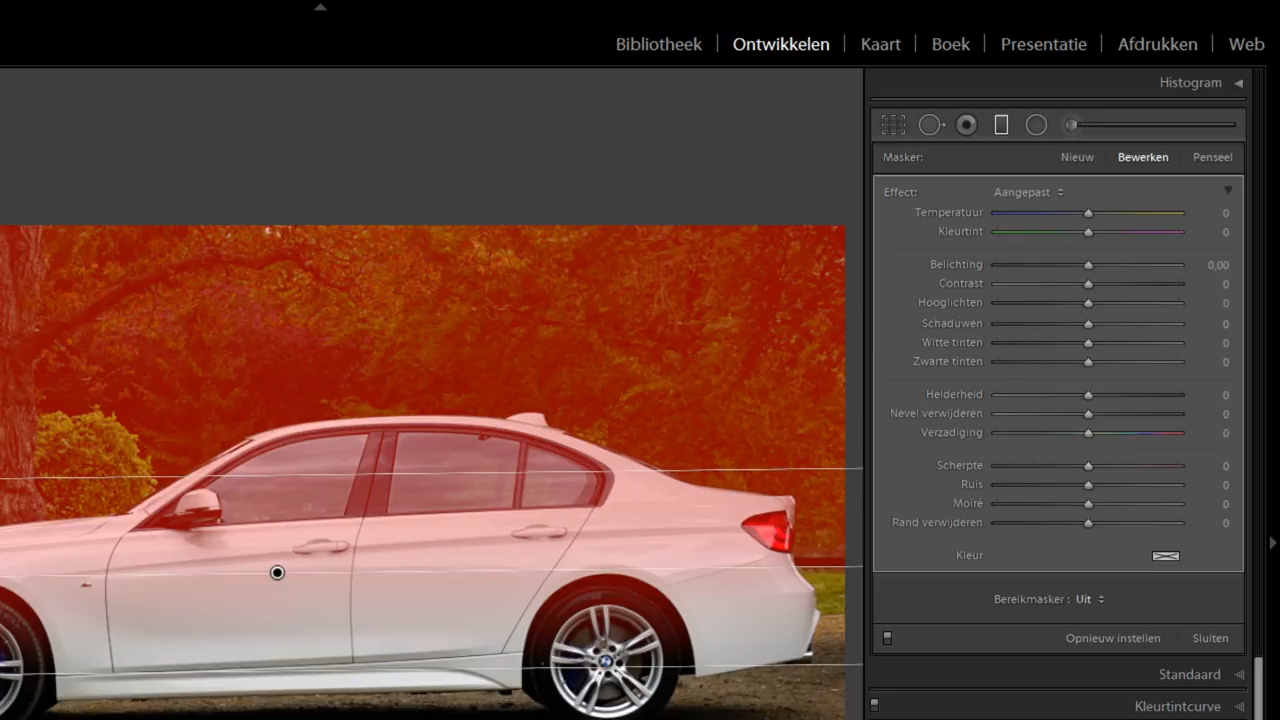 Bibliotheek | Ontwikkelen | Kaart | Boek | Presentatie | Afdrukken | Web
Histogram
Masker: Nieuw Bewerken Penseel
Effect: Aangepast
Temperatuur 0
Kleurtint 0
Belichting 0,00
Contrast 0
Hooglichten 0
Schaduwen 0
Witte tinten 0
Zwarte tinten 0
Helderheid 0
Nevel verwijderen 0
Verzadiging 0
Scherpte 0
Ruis 0
Moiré 0
Rand verwijderen 0
Kleur
Bereikmasker : Uit
Opnieuw instellen Sluiten
Standaard
Kleurtintcurve